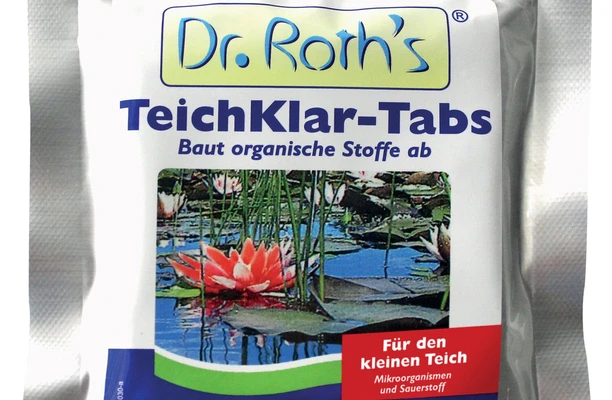 Dr. Roth's®
TeichKlar-Tabs
Baut organische Stoffe ab
Für den
kleinen Teich
Mikroorganismen
und Sauerstoff